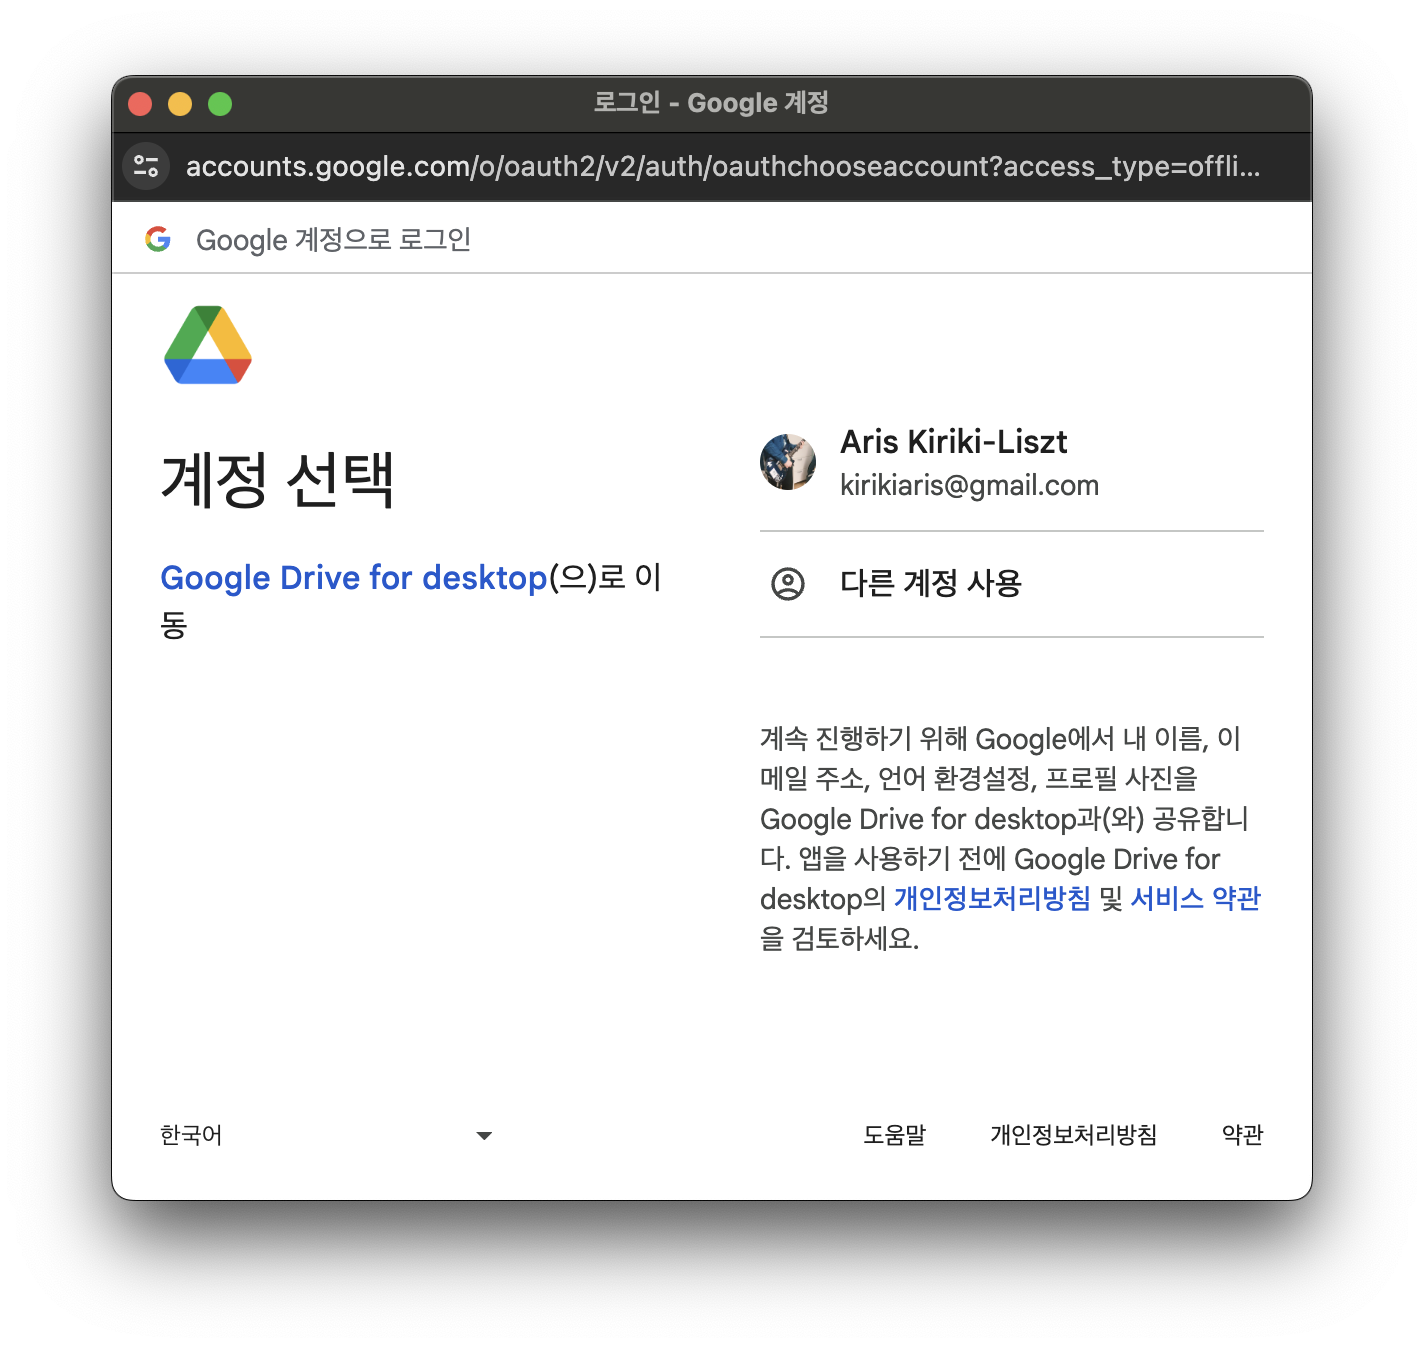 로그인 - Google 계정
accounts.google.com/o/oauth2/v2/auth/oauthchooseaccount?access_type=offli...
Google 계정으로 로그인
계정 선택
Google Drive for desktop(으)로 이
동
Aris Kiriki-Liszt
kirikiaris@gmail.com
다른 계정 사용
계속 진행하기 위해 Google에서 내 이름, 이
메일 주소, 언어 환경설정, 프로필 사진을
Google Drive for desktop과(와) 공유합니
다. 앱을 사용하기 전에 Google Drive for
desktop의 개인정보처리방침 및 서비스 약관
을 검토하세요.
한국어
도움말 개인정보처리방침 약관